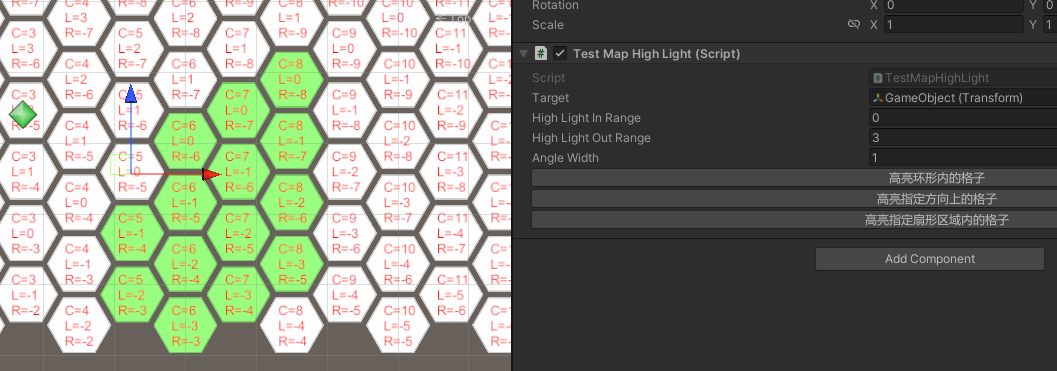 C=3
L=3
R=-6
C=3
-5
C=3
L=1
R=-4
C=3
L=0
R=-3
C=3
L=-1
R=-2
L=3
R=-7
C=4
L=2
R=-6
C=4
L=1
R=-5
C=4
L=0
R=-4
C=4
L=-1
R=-3
C=4
L=-2
R=-2
C=5
L=2
R=-7
C=5
L=1
R=-6
C=5
L=0
R=-5
C=5
L=-1
R=-4
C=5
L=-2
R=-3
C=6
L=2
R=-8
C=6
L=1
R=-7
C=6
L=0
R=-6
C=6
L=-1
R=-5
C=6
L=-2
R=-4
C=6
L=-3
R=-3
C=7
L=1
R=-8
C=7
L=0
R=-7
C=7
L=-1
R=-6
C=7
L=-2
R=-5
C=7
L=-3
R=-4
C=8
L=1
R=-9
C=8
L=0
R=-8
C=8
L=-1
R=-7
C=8
L=-2
R=-6
C=8
L=-3
R=-5
C=8
L=-4
R=-4
C=9
L=0
R=-9
C=9
L=-1
R=-8
C=9
L=-2
R=-7
C=9
L=-3
R=-6
C=9
L=-4
R=-5
C=10
L=0
R=-10
C=10
L=-1
R=-9
C=10
L=-2
R=-8
C=10
L=-3
R=-7
C=10
L=-4
R=-6
C=10
L=-5
R=-5
C=11
L=-1
R=-10
C=11
L=-2
R=-9
C=11
L=-3
R=-8
C=11
L=-4
R=-7
C=11
L=-5
R=-6
Top
Rotation X 0 Y 0
Scale X 1 Y 1
# Test Map High Light (Script)
Script TestMapHighLight
Target GameObject (Transform)
High Light In Range 0
High Light Out Range 3
Angle Width 1
高亮环形内的格子
高亮指定方向上的格子
高亮指定扇形区域内的格子
Add Component